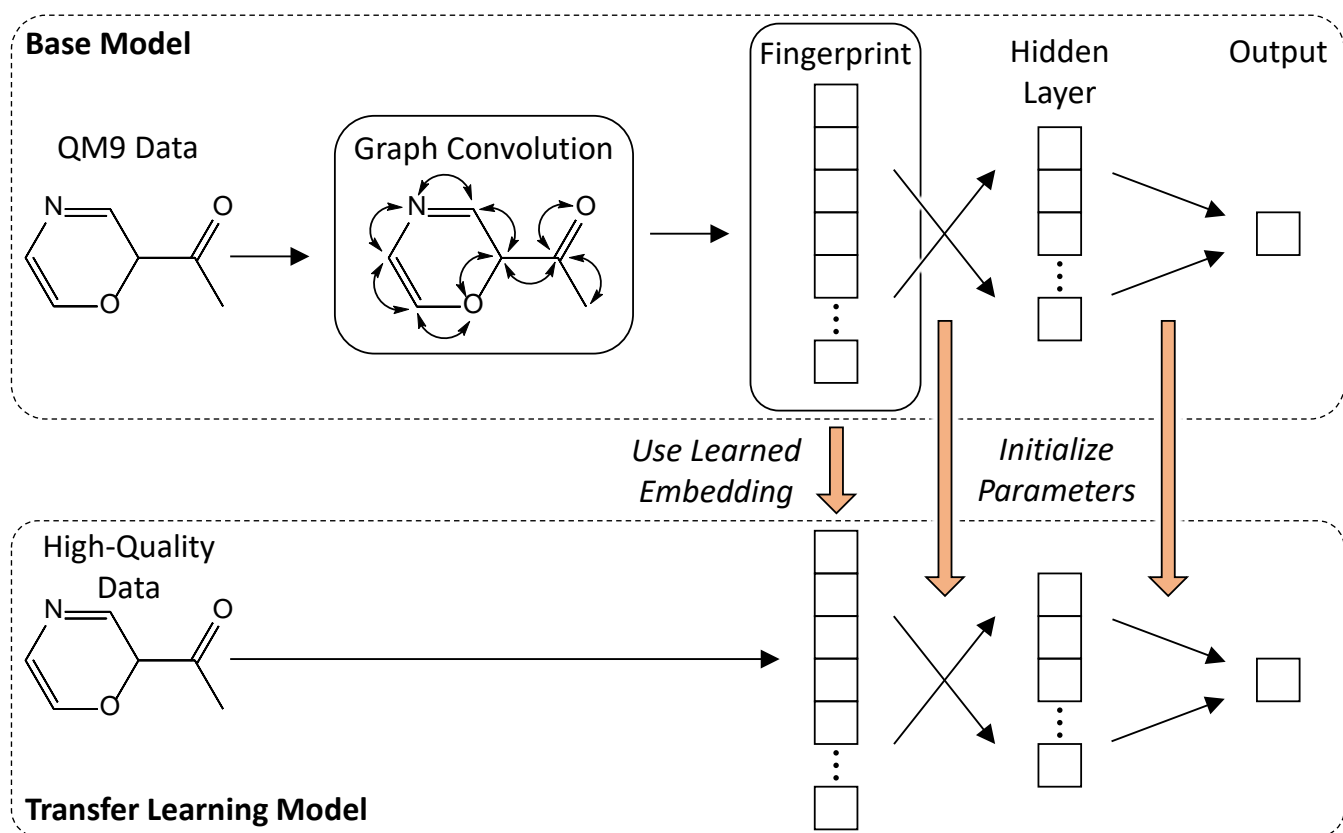 Base Model
Fingerprint
Hidden
Layer
Output
QM9 Data
Graph Convolution
N
O
O
N
O
O
Use Learned
Embedding
Initialize
Parameters
High-Quality
Data
N
O
O
Transfer Learning Model